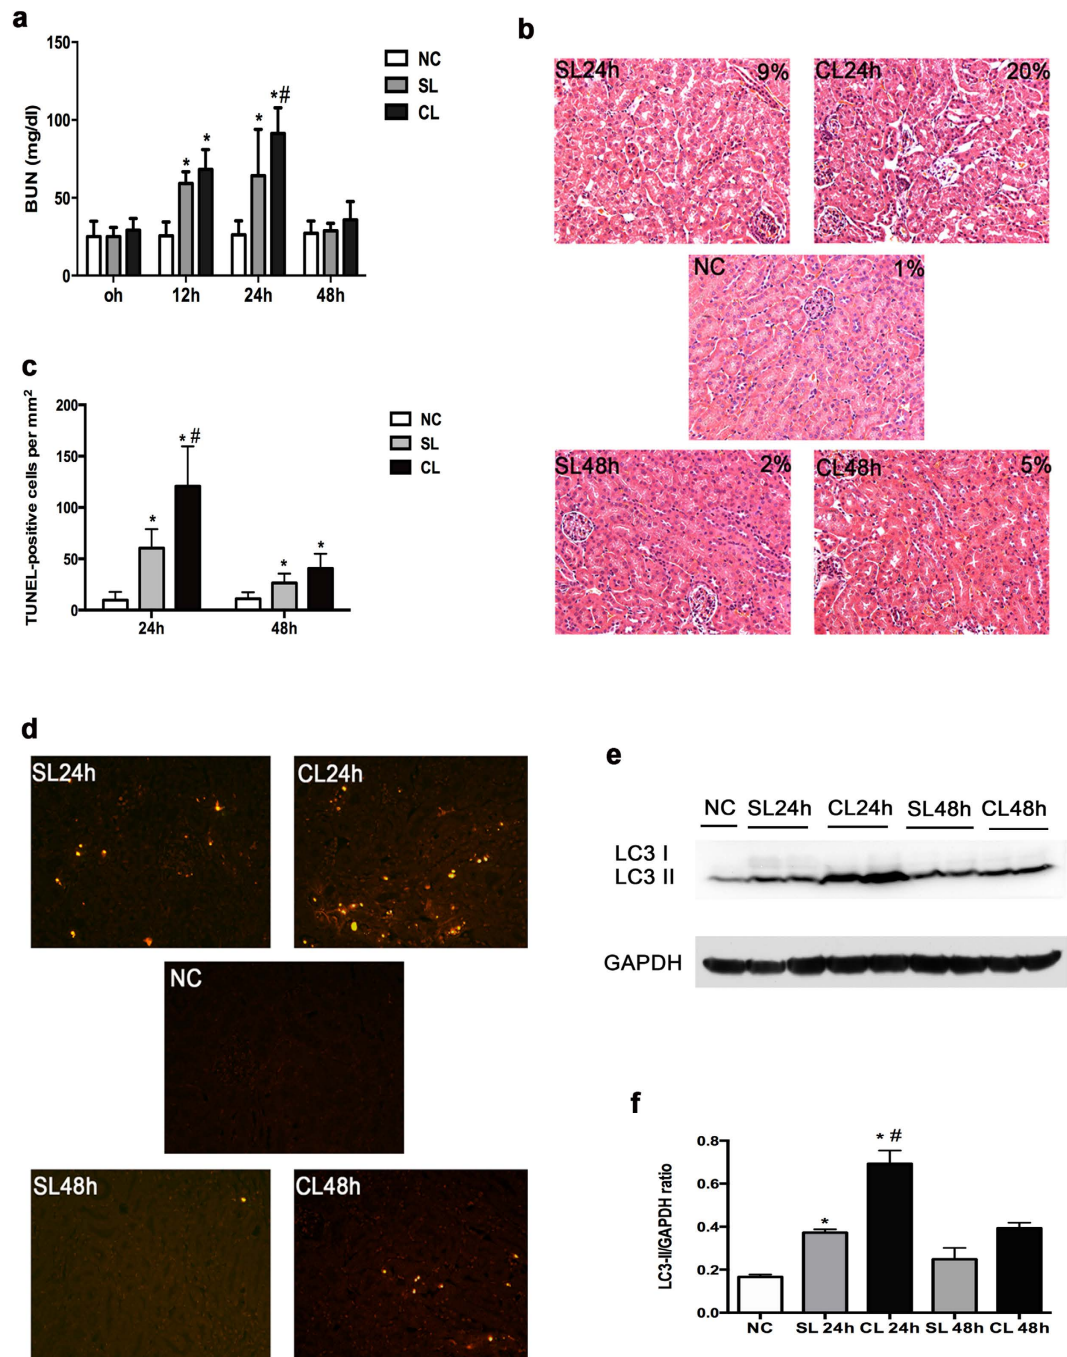 a
150
100
50
0
BUN (mg/dl)
* * * *#
oh 12h 24h 48h
NC
SL
CL
b
SL24h 9%
CL24h 20%
NC 1%
SL48h 2%
CL48h 5%
c
200
150
100
50
0
TUNEL-positive cells per mm²
* * # * *
24h 48h
NC
SL
CL
d
SL24h
CL24h
NC
SL48h
CL48h
e
NC SL24h CL24h SL48h CL48h
LC3 I
LC3 II
GAPDH
f
0.8
0.6
0.4
0.2
0.0
LC3-II/GAPDH ratio
* * #
NC SL 24h CL 24h SL 48h CL 48h